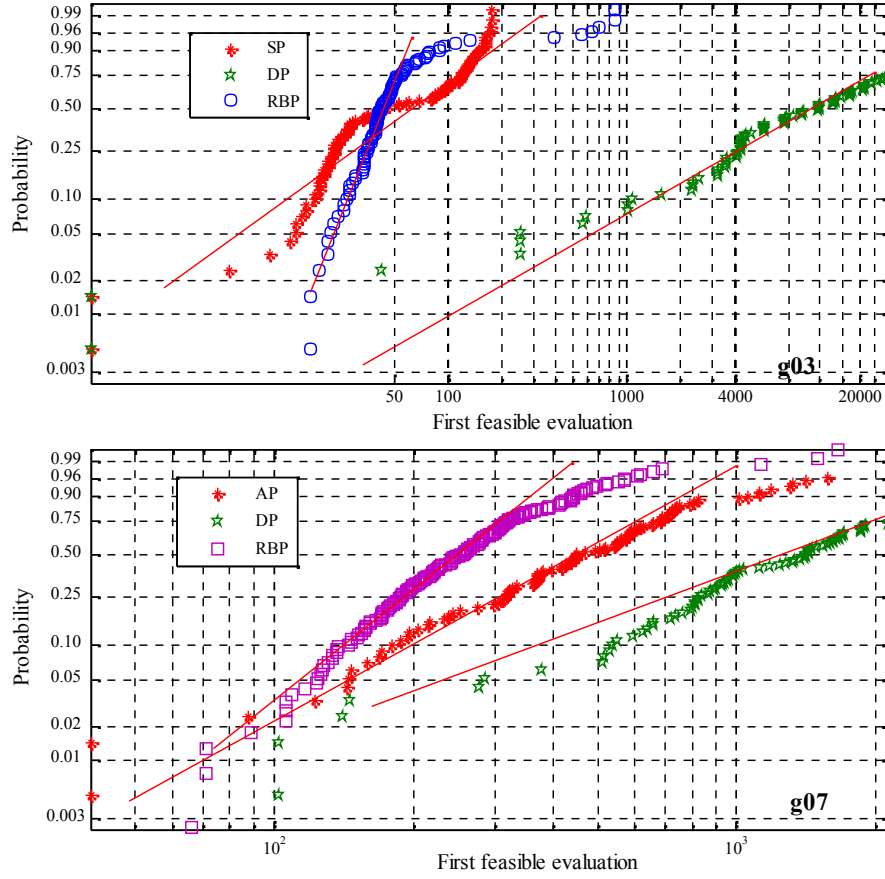 0.99
0.96
0.90
0.75
0.50
0.25
0.10
0.05
0.02
0.01
0.003
Probability
SP
DP
RBP
g03
50 100 1000 4000 20000
First feasible evaluation
0.99
0.96
0.90
0.75
0.50
0.25
0.10
0.05
0.02
0.01
0.003
Probability
AP
DP
RBP
g07
10² 10³
First feasible evaluation